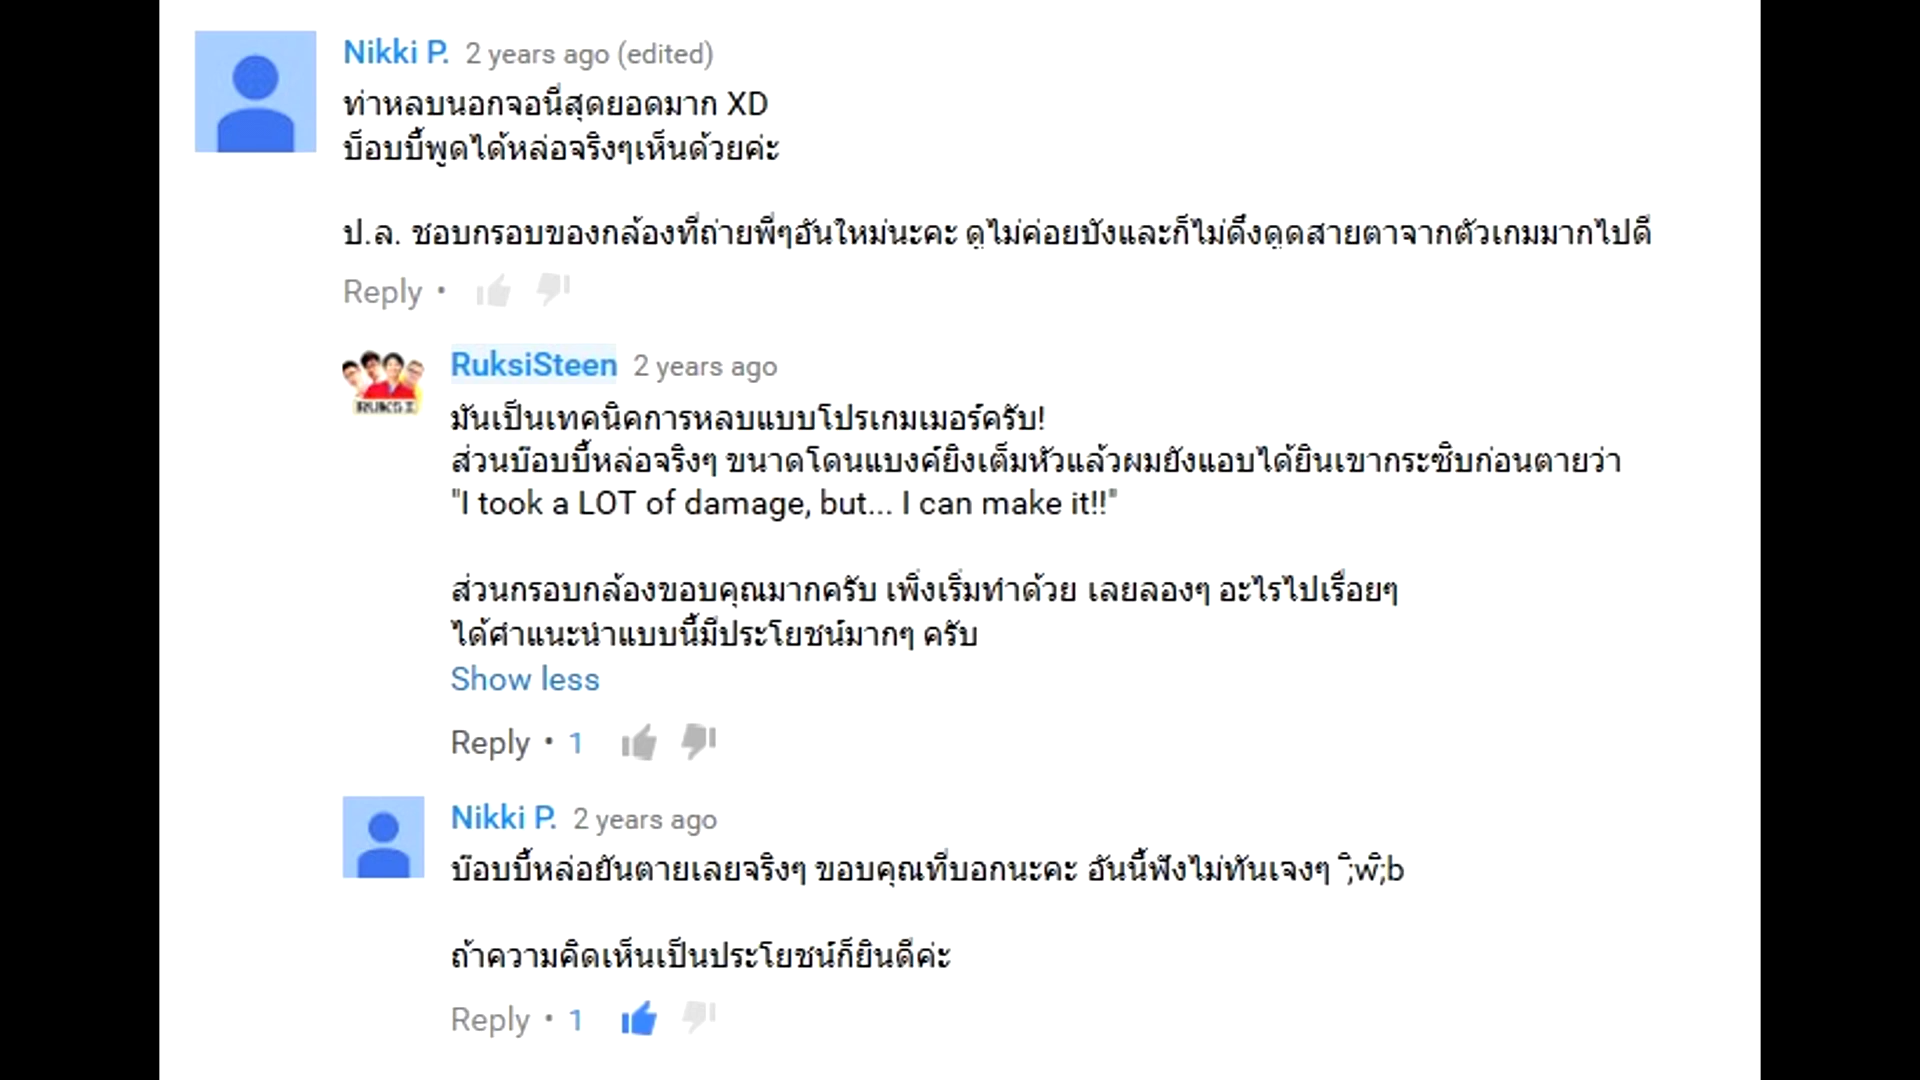 Nikki P. 2 years ago (edited)
ท่าหลบนอกจอนี่สุดยอดมาก XD
บ็อบบี้พูดได้หล่อจริงๆเห็นด้วยค่ะ
ป.ล. ชอบกรอบของกล้องที่ถ่ายพี่ๆอันใหม่นะคะ ดูไม่ค่อยบังและก็ไม่ดึงดูดสายตาจากตัวเกมมากไปดี
Reply •
RUKSI
RuksiSteen 2 years ago
มันเป็นเทคนิคการหลบแบบโปรเกมเมอร์ครับ!
ส่วนบ๊อบบี้หล่อจริงๆ ขนาดโดนแบงค์ยิงเต็มหัวแล้วผมยังแอบได้ยินเขากระซิบก่อนตายว่า
"I took a LOT of damage, but... I can make it!!"
ส่วนกรอบกล้องขอบคุณมากครับ เพิ่งเริ่มทำด้วย เลยลองๆ อะไรไปเรื่อยๆ
ได้คำแนะนำแบบนี้มีประโยชน์มากๆ ครับ
Show less
Reply • 1
Nikki P. 2 years ago
บ๊อบบี้หล่อยันตายเลยจริงๆ ขอบคุณที่บอกนะคะ อันนี้ฟังไม่ทันเจงๆ ิ;wิ;b
ถ้าความคิดเห็นเป็นประโยชน์ก็ยินดีค่ะ
Reply • 1